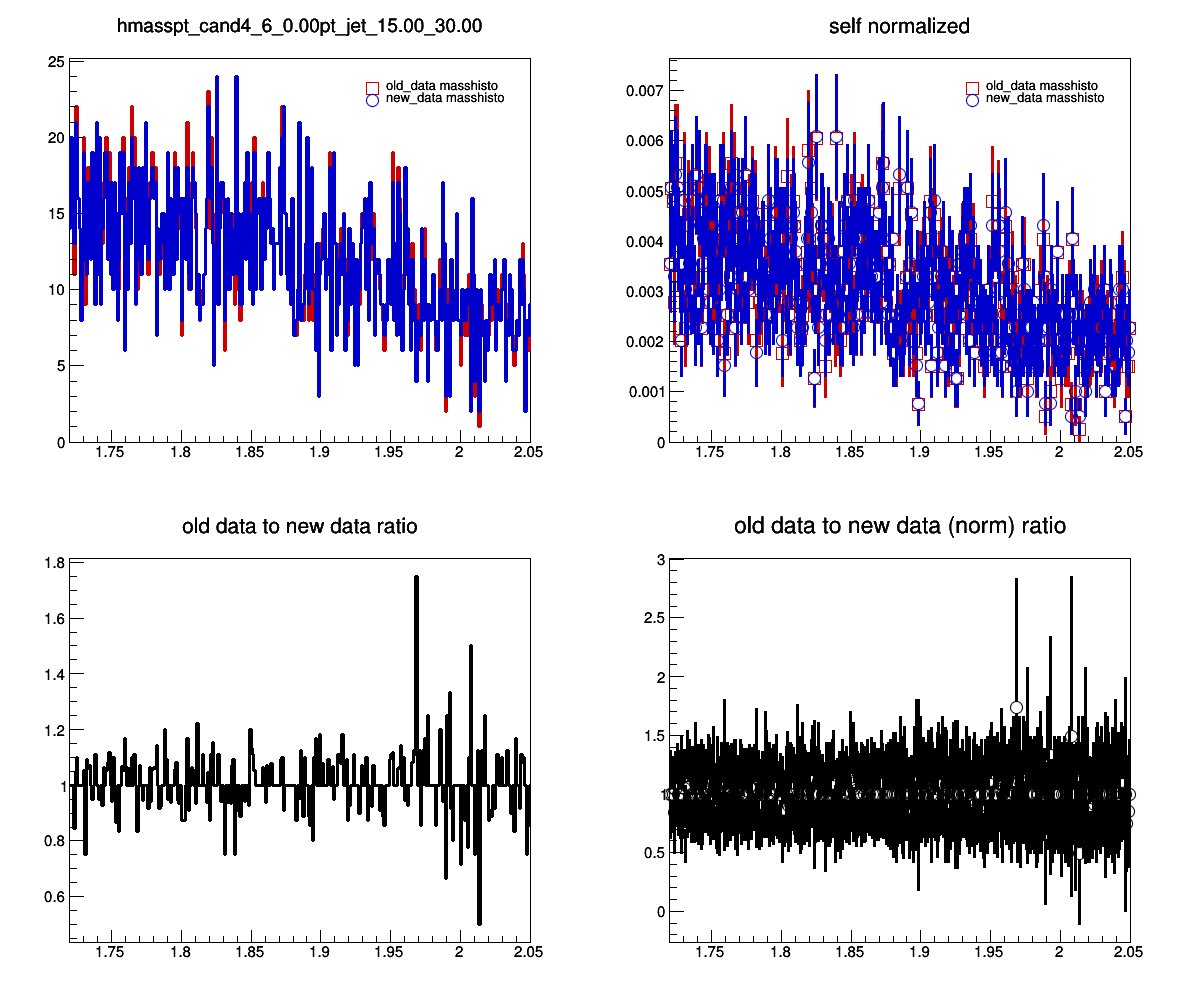 hmasspt_cand4_6_0.00pt_jet_15.00_30.00
25
20
15
10
5
0
1.75 1.8 1.85 1.9 1.95 2 2.05
old_data masshisto
new_data masshisto
self normalized
0.007
0.006
0.005
0.004
0.003
0.002
0.001
0
1.75 1.8 1.85 1.9 1.95 2 2.05
old_data masshisto
new_data masshisto
old data to new data ratio
1.8
1.6
1.4
1.2
1
0.8
0.6
1.75 1.8 1.85 1.9 1.95 2 2.05
old data to new data (norm) ratio
3
2.5
2
1.5
1
0.5
0
1.75 1.8 1.85 1.9 1.95 2 2.05